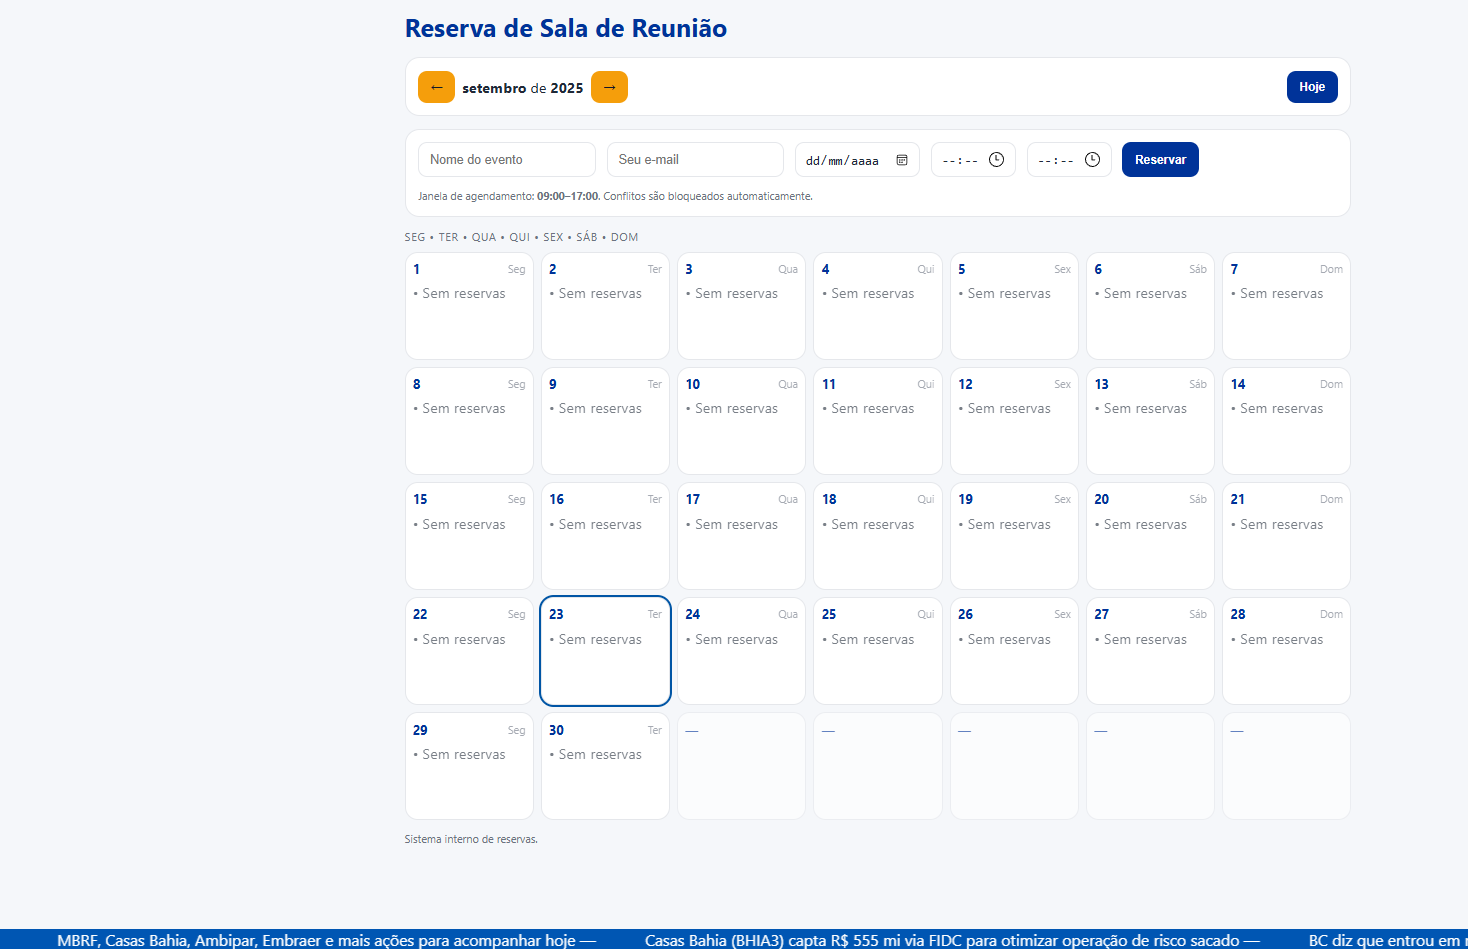 Reserva de Sala de Reunião
← setembro de 2025 → Hoje
Nome do evento Seu e-mail dd/mm/aaaa --:-- --:-- Reservar
Janela de agendamento: 09:00–17:00. Conflitos são bloqueados automaticamente.
SEG • TER • QUA • QUI • SEX • SÁB • DOM
1 Seg 2 Ter 3 Qua 4 Qui 5 Sex 6 Sáb 7 Dom
• Sem reservas • Sem reservas • Sem reservas • Sem reservas • Sem reservas • Sem reservas • Sem reservas
8 Seg 9 Ter 10 Qua 11 Qui 12 Sex 13 Sáb 14 Dom
• Sem reservas • Sem reservas • Sem reservas • Sem reservas • Sem reservas • Sem reservas • Sem reservas
15 Seg 16 Ter 17 Qua 18 Qui 19 Sex 20 Sáb 21 Dom
• Sem reservas • Sem reservas • Sem reservas • Sem reservas • Sem reservas • Sem reservas • Sem reservas
22 Seg 23 Ter 24 Qua 25 Qui 26 Sex 27 Sáb 28 Dom
• Sem reservas • Sem reservas • Sem reservas • Sem reservas • Sem reservas • Sem reservas • Sem reservas
29 Seg 30 Ter — — — — —
• Sem reservas • Sem reservas
Sistema interno de reservas.
MBRF, Casas Bahia, Ambipar, Embraer e mais ações para acompanhar hoje — Casas Bahia (BHIA3) capta R$ 555 mi via FIDC para otimizar operação de risco sacado — BC diz que entrou em